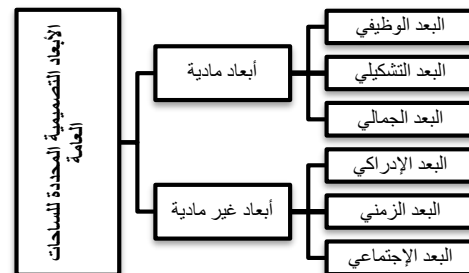 الأبعاد التصميمية المحددة للساحات
العامة
أبعاد مادية
البعد الوظيفي
البعد التشكيلي
البعد الجمالي
أبعاد غير مادية
البعد الإدراكي
البعد الزمني
البعد الإجتماعي